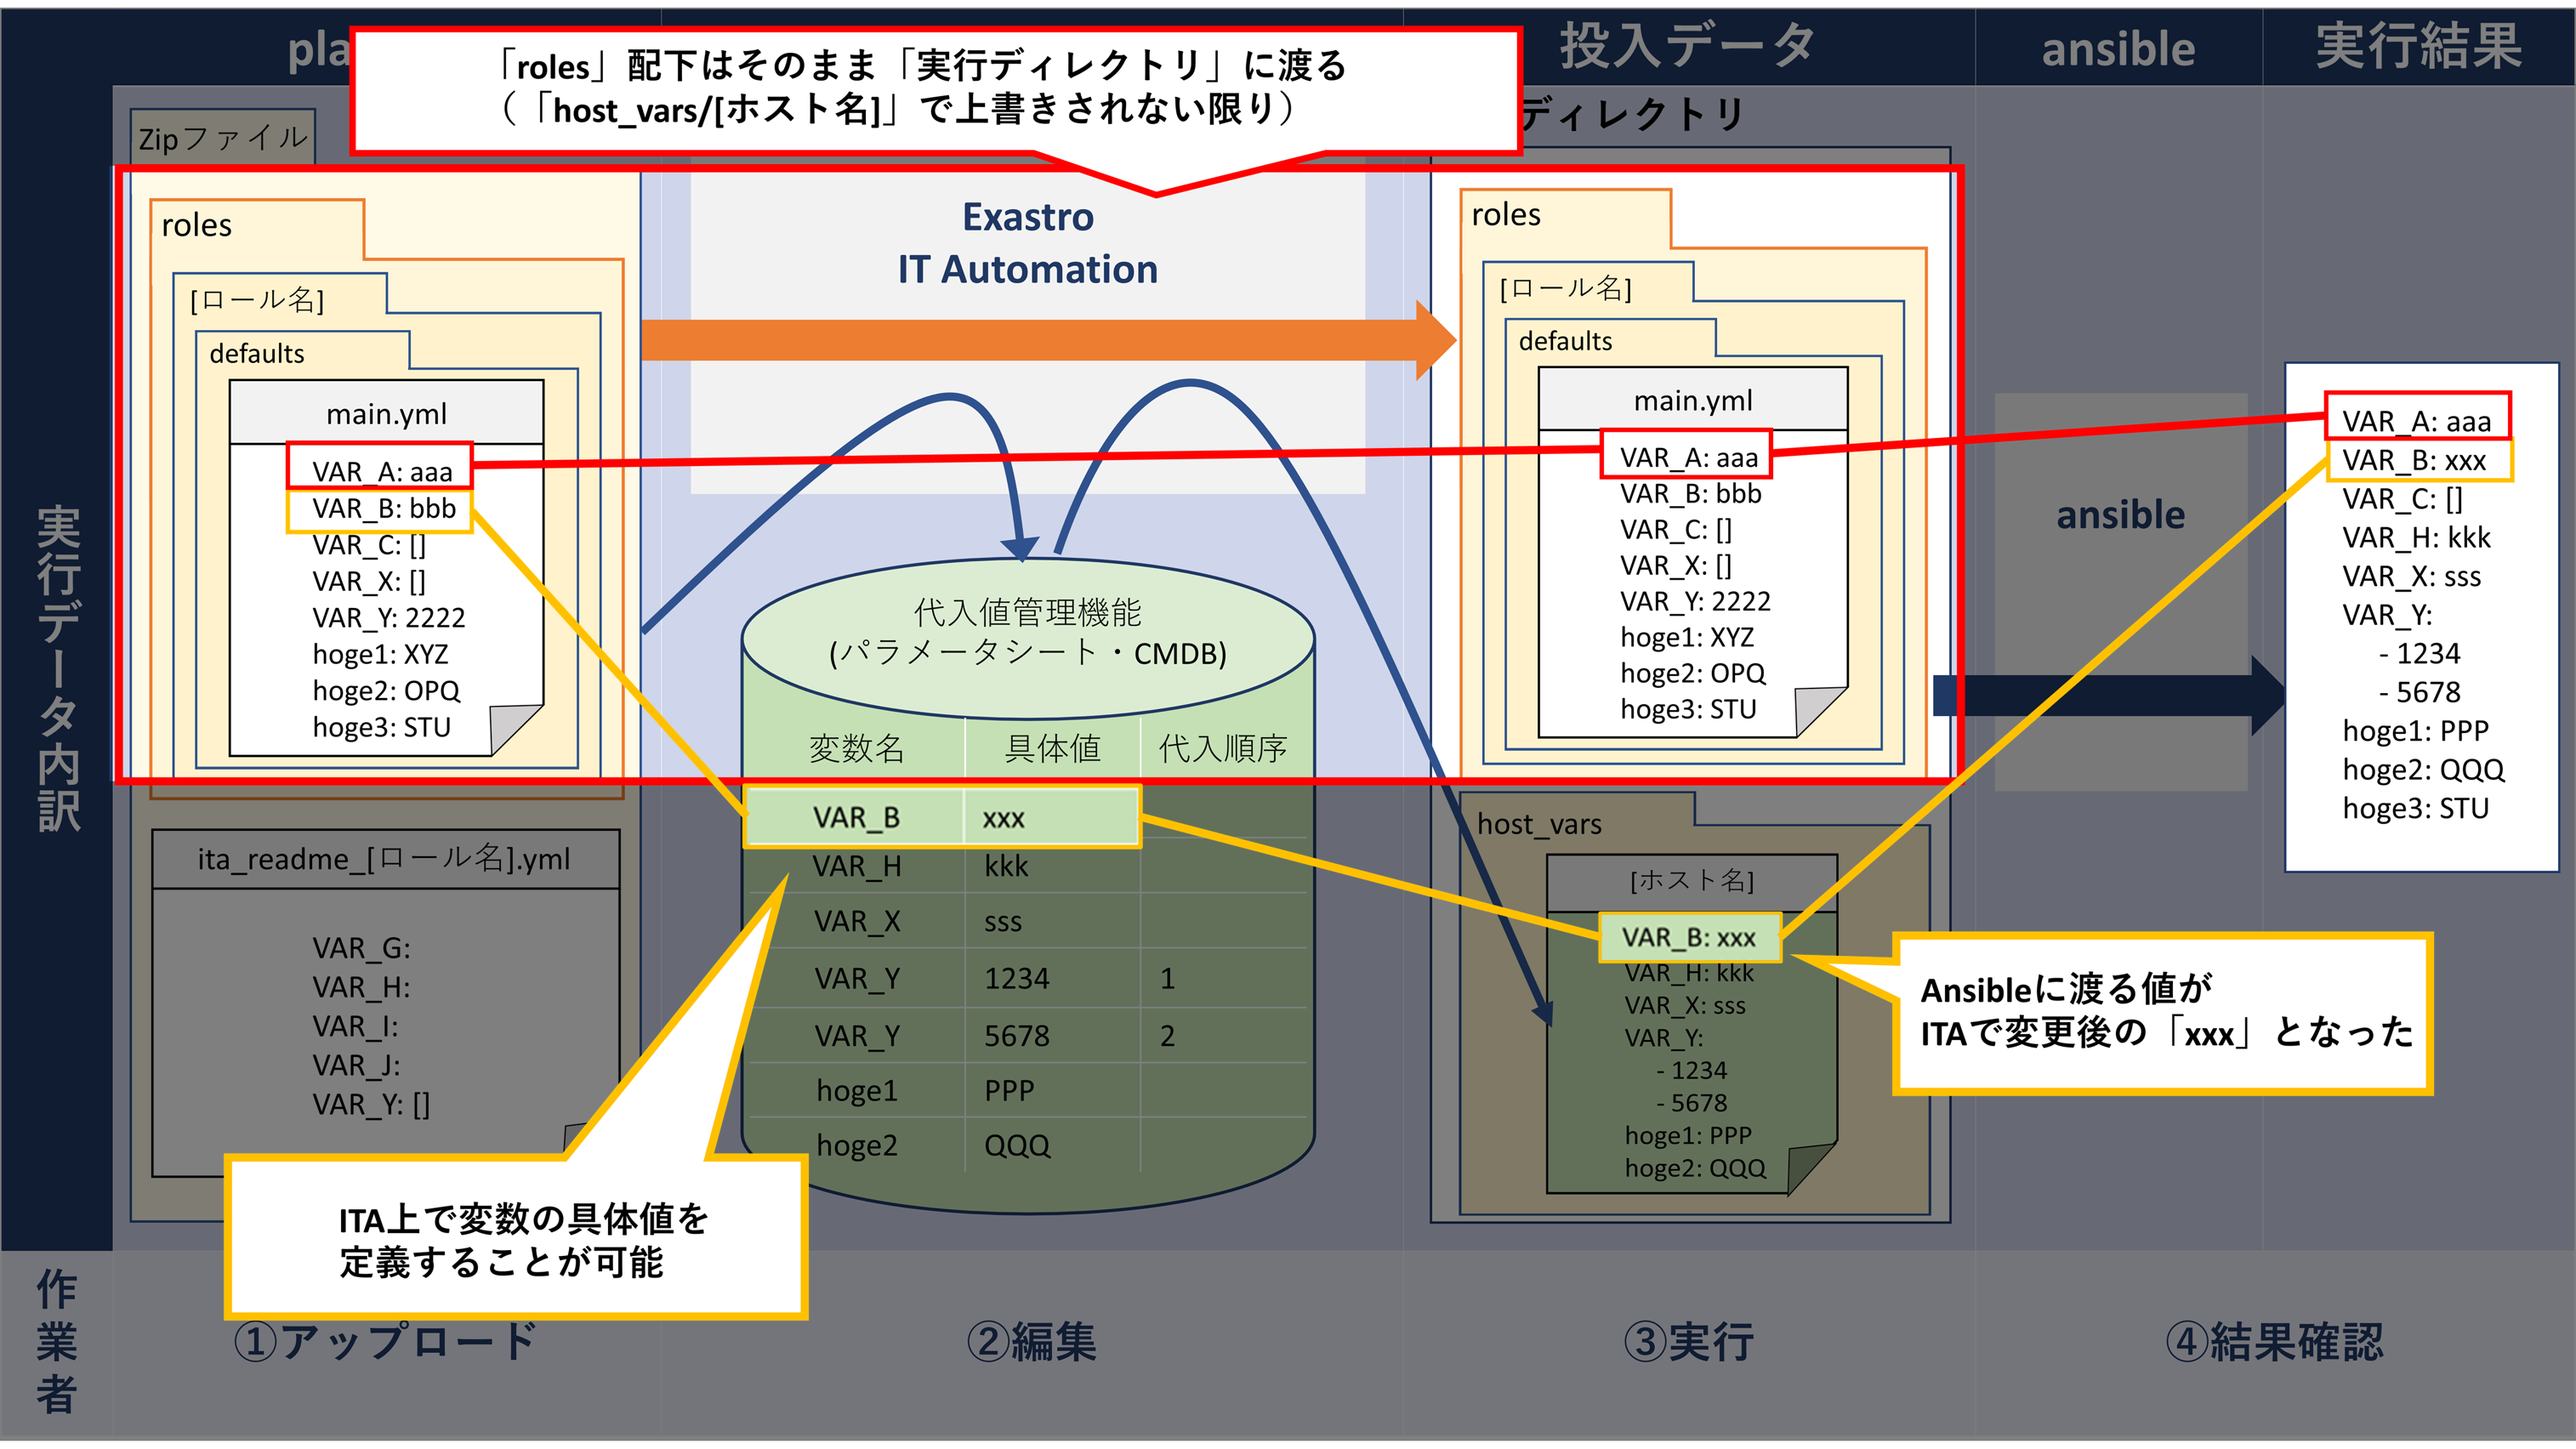 pla
投入データ
ansible
実行結果
「roles」配下はそのまま「実行ディレクトリ」に渡る
（「host_vars/[ホスト名]」で上書きされない限り）
ディレクトリ
Zipファイル
実行データ内訳
roles
[ロール名]
defaults
main.yml
VAR_A: aaa
VAR_B: bbb
VAR_C: []
VAR_X: []
VAR_Y: 2222
hoge1: XYZ
hoge2: OPQ
hoge3: STU
ita_readme_[ロール名].yml
VAR_G:
VAR_H:
VAR_I:
VAR_J:
VAR_Y: []
Exastro
IT Automation
代入値管理機能
(パラメータシート・CMDB)
変数名 具体値 代入順序
VAR_B xxx
VAR_H kkk
VAR_X sss
VAR_Y 1234 1
VAR_Y 5678 2
hoge1 PPP
hoge2 QQQ
ITA上で変数の具体値を
定義することが可能
roles
[ロール名]
defaults
main.yml
VAR_A: aaa
VAR_B: bbb
VAR_C: []
VAR_X: []
VAR_Y: 2222
hoge1: XYZ
hoge2: OPQ
hoge3: STU
host_vars
[ホスト名]
VAR_B: xxx
VAR_H: kkk
VAR_X: sss
VAR_Y:
- 1234
- 5678
hoge1: PPP
hoge2: QQQ
ansible
VAR_A: aaa
VAR_B: xxx
VAR_C: []
VAR_H: kkk
VAR_X: sss
VAR_Y:
- 1234
- 5678
hoge1: PPP
hoge2: QQQ
hoge3: STU
Ansibleに渡る値が
ITAで変更後の「xxx」となった
作業者
①アップロード
②編集
③実行
④結果確認